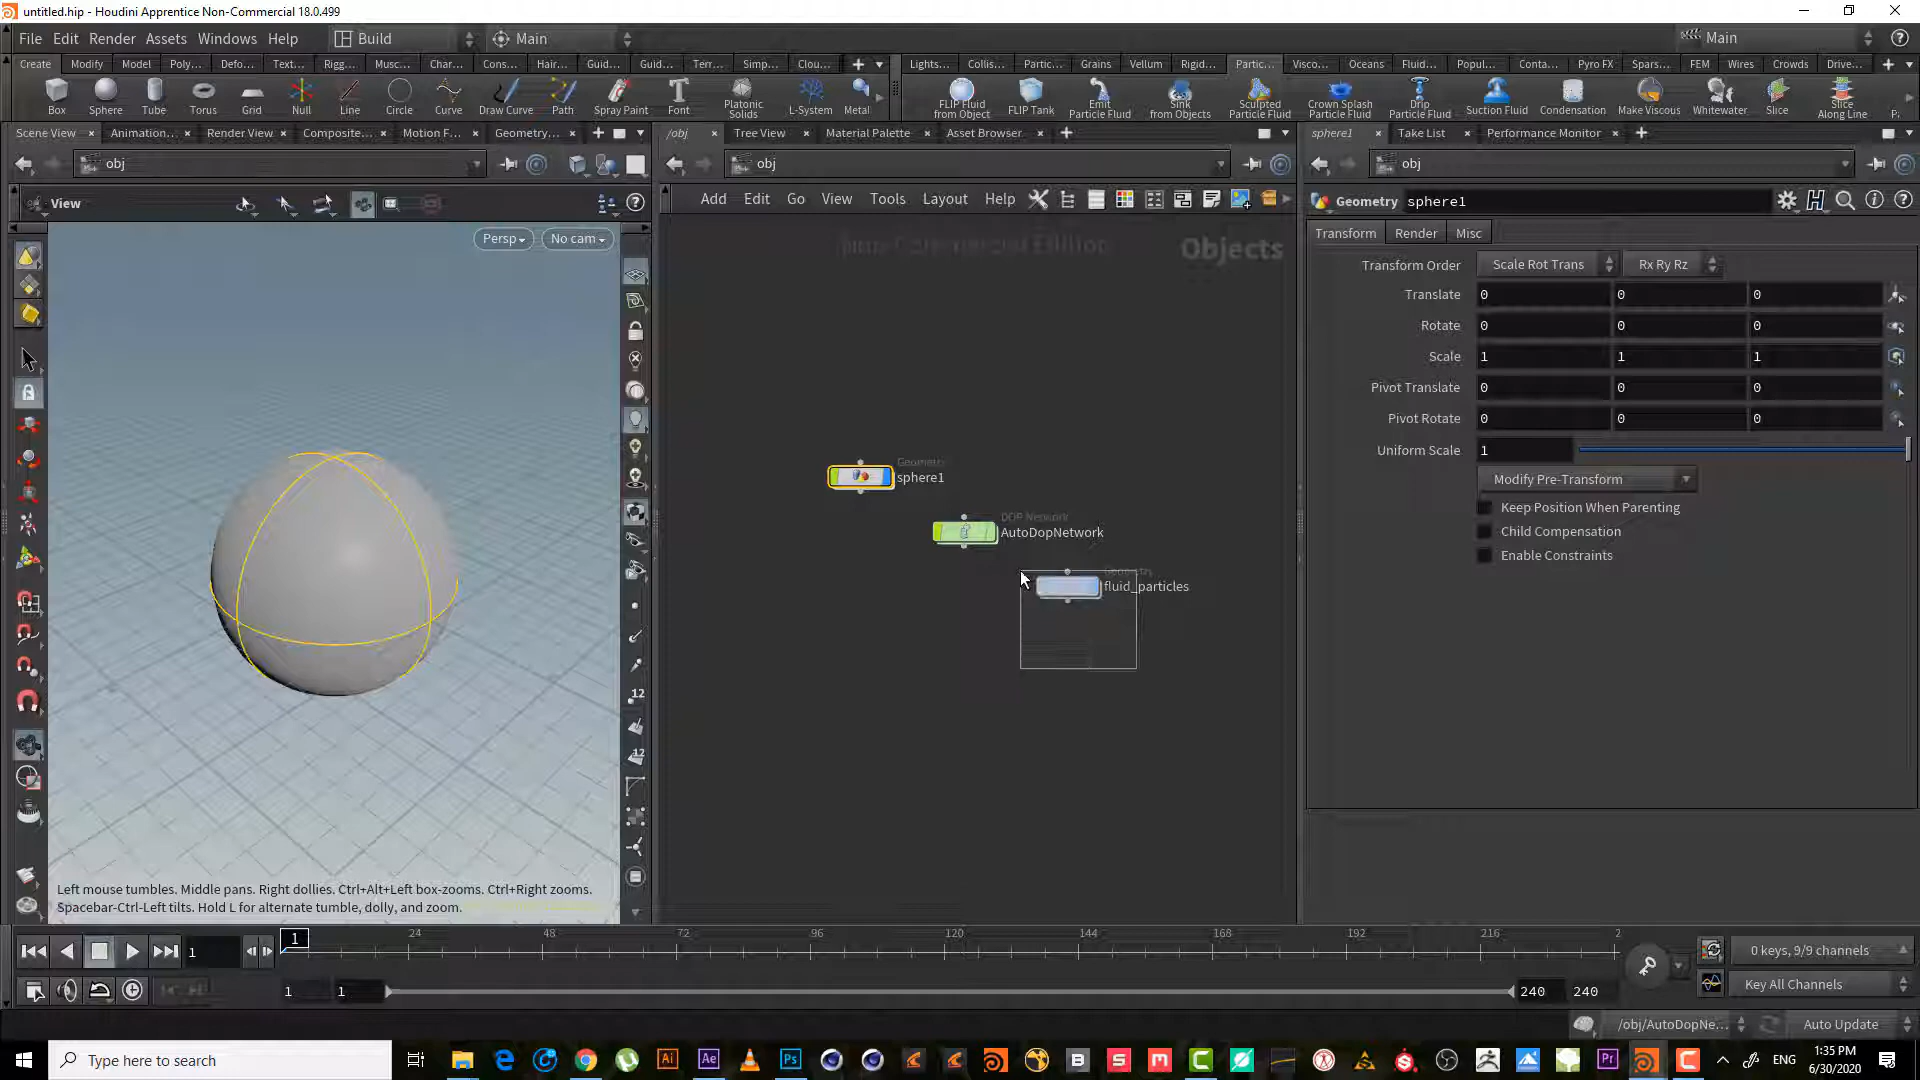 untitled.hip - Houdini Apprentice Non-Commercial 18.0.499
File Edit Render Assets Windows Help Build Main Main
Create Modify Model Poly... Defo... Text... Rigg... Musc... Char... Cons... Hair... Guid... Guid... Terr... Simp... Clou... Lights... Collis... Partic... Grains Vellum Rigid... Partic... Visco... Oceans Fluid... Popul... Conta... Pyro FX Spars... FEM Wires Crowds Drive...
Box Sphere Tube Torus Grid Null Line Circle Curve Draw Curve Path Spray Paint Font Platonic Solids L-System Metal FLIP Fluid from Object FLIP Tank Emit Particle Fluid Sink from Objects Sculpted Particle Fluid Crown Splash Particle Fluid Drip Particle Fluid Suction Fluid Condensation Make Viscous Whitewater Slice Slice Along Line
Scene View Animation... Render View Composite... Motion F... Geometry... /obj Tree View Material Palette Asset Browser sphere1 Take List Performance Monitor
obj obj obj
View Add Edit Go View Tools Layout Help Geometry sphere1
Persp No cam
Non-Commercial Edition Objects
Transform Render Misc
Transform Order Scale Rot Trans Rx Ry Rz
Translate 0 0 0
Rotate 0 0 0
Scale 1 1 1
Pivot Translate 0 0 0
Pivot Rotate 0 0 0
Uniform Scale 1
Modify Pre-Transform
Keep Position When Parenting
Child Compensation
Enable Constraints
Geometry
sphere1
DOP Network
AutoDopNetwork
Geometry
fluid_particles
12
12
Left mouse tumbles. Middle pans. Right dollies. Ctrl+Alt+Left box-zooms. Ctrl+Right zooms.
Spacebar-Ctrl-Left tilts. Hold L for alternate tumble, dolly, and zoom.
1 1 24 48 72 96 120 144 168 192 216 2
0 keys, 9/9 channels
1 1 240 240 Key All Channels
/obj/AutoDopNe... Auto Update
Type here to search
ENG 1:35 PM
6/30/2020